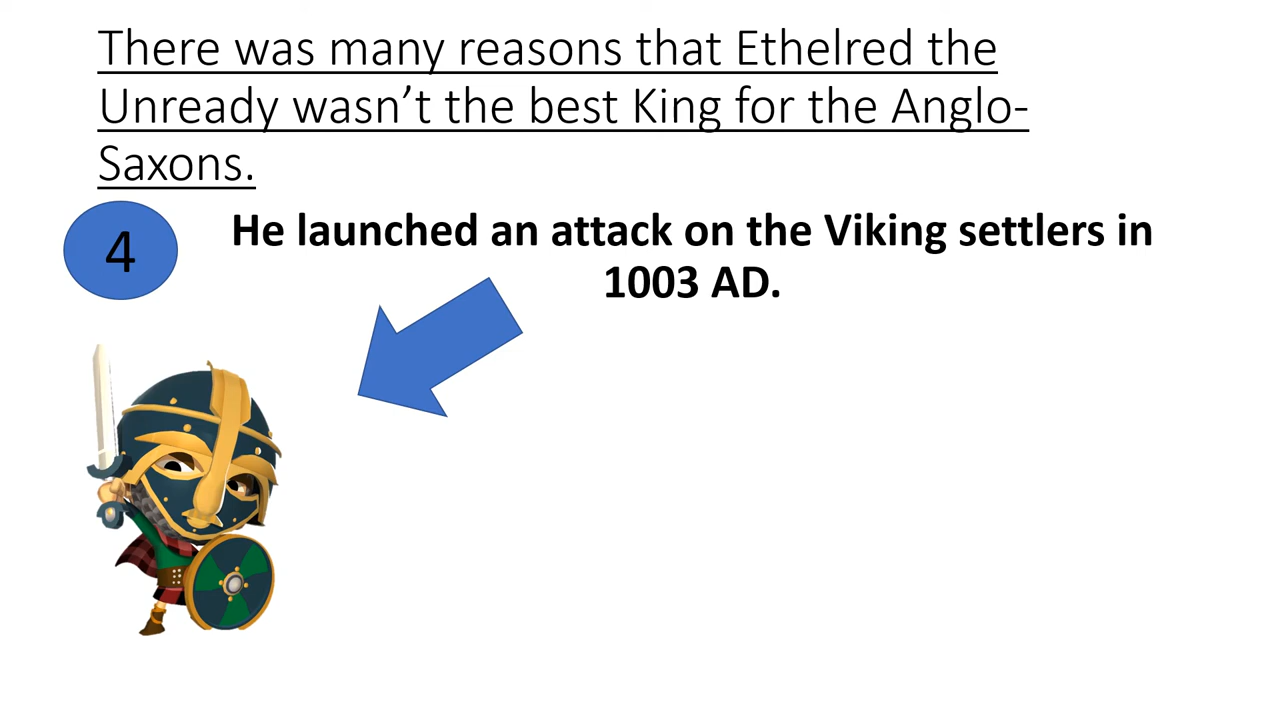 There was many reasons that Ethelred the
Unready wasn’t the best King for the Anglo-
Saxons.
4
He launched an attack on the Viking settlers in
1003 AD.